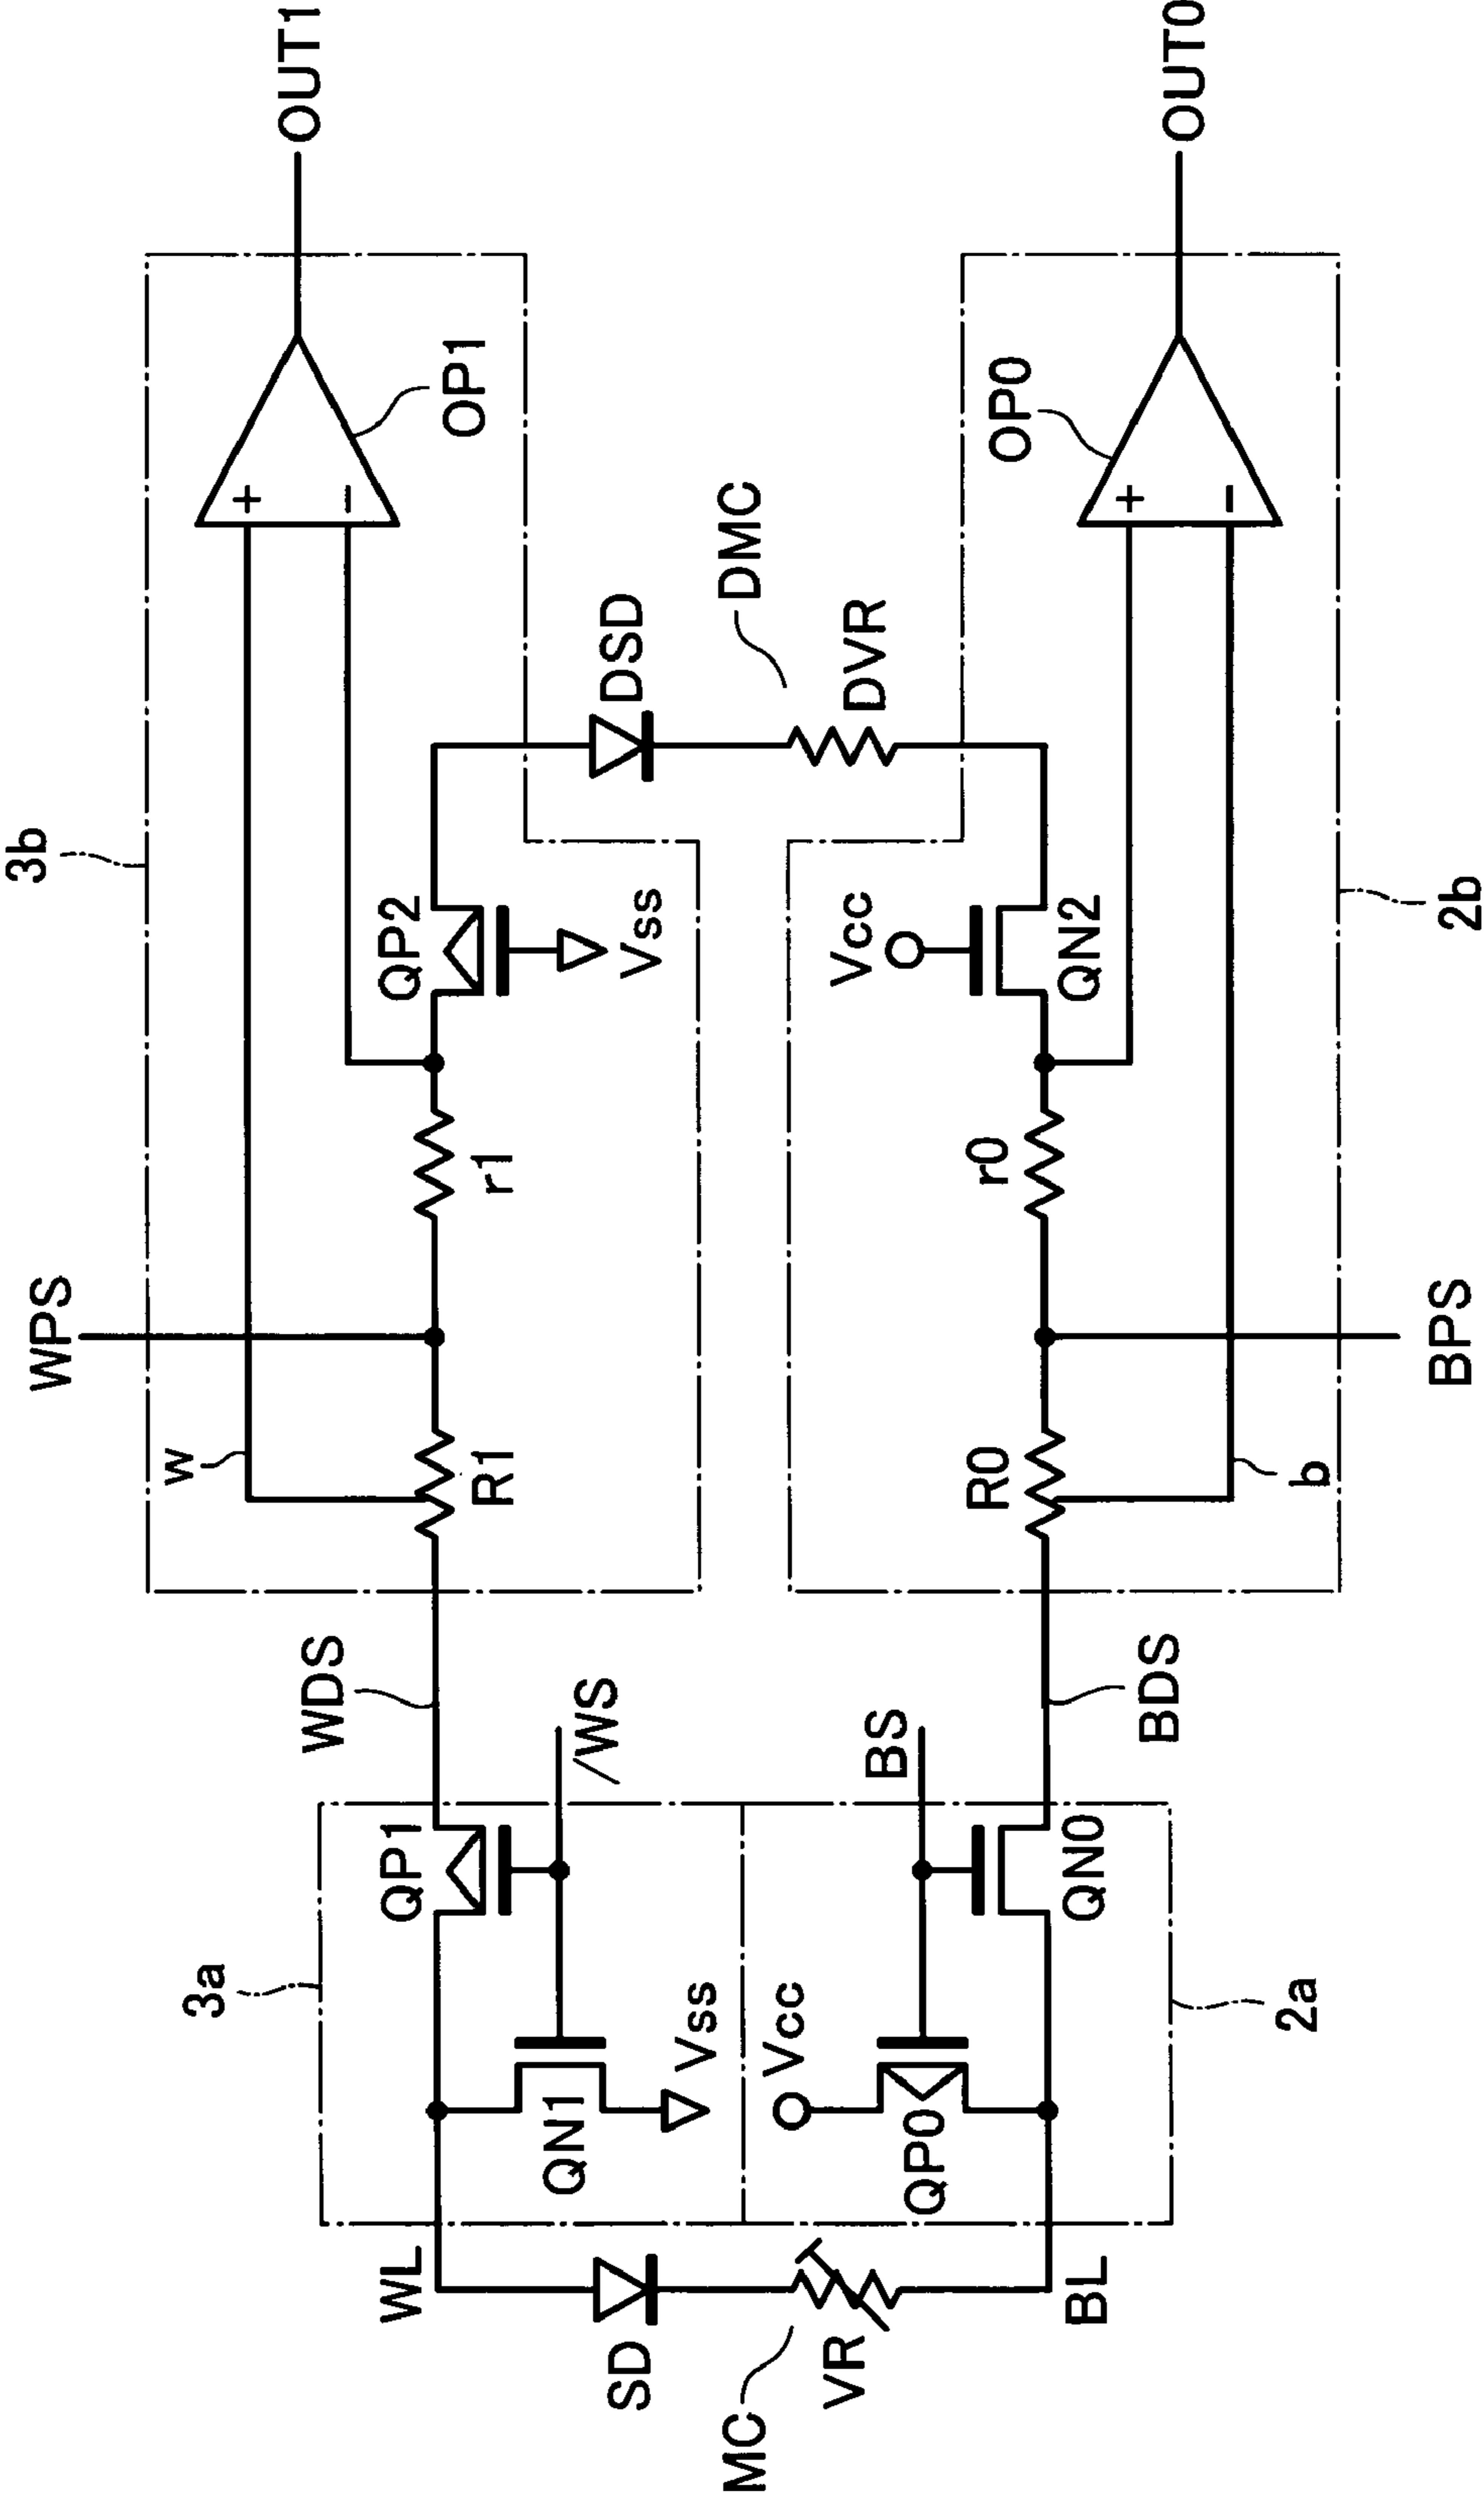 3b
WPS
OUT1
w
+
−
OP1
R1
r1
QP2
Vss
DSD
DMC
DVR
WDS
3a
QP1
/WS
WL
QN1
Vss
SD
MC
VR
Vcc
QP0
BS
QN0
BL
2a
BDS
R0
r0
Vcc
QN2
OP0
+
−
OUT0
b
BPS
2b